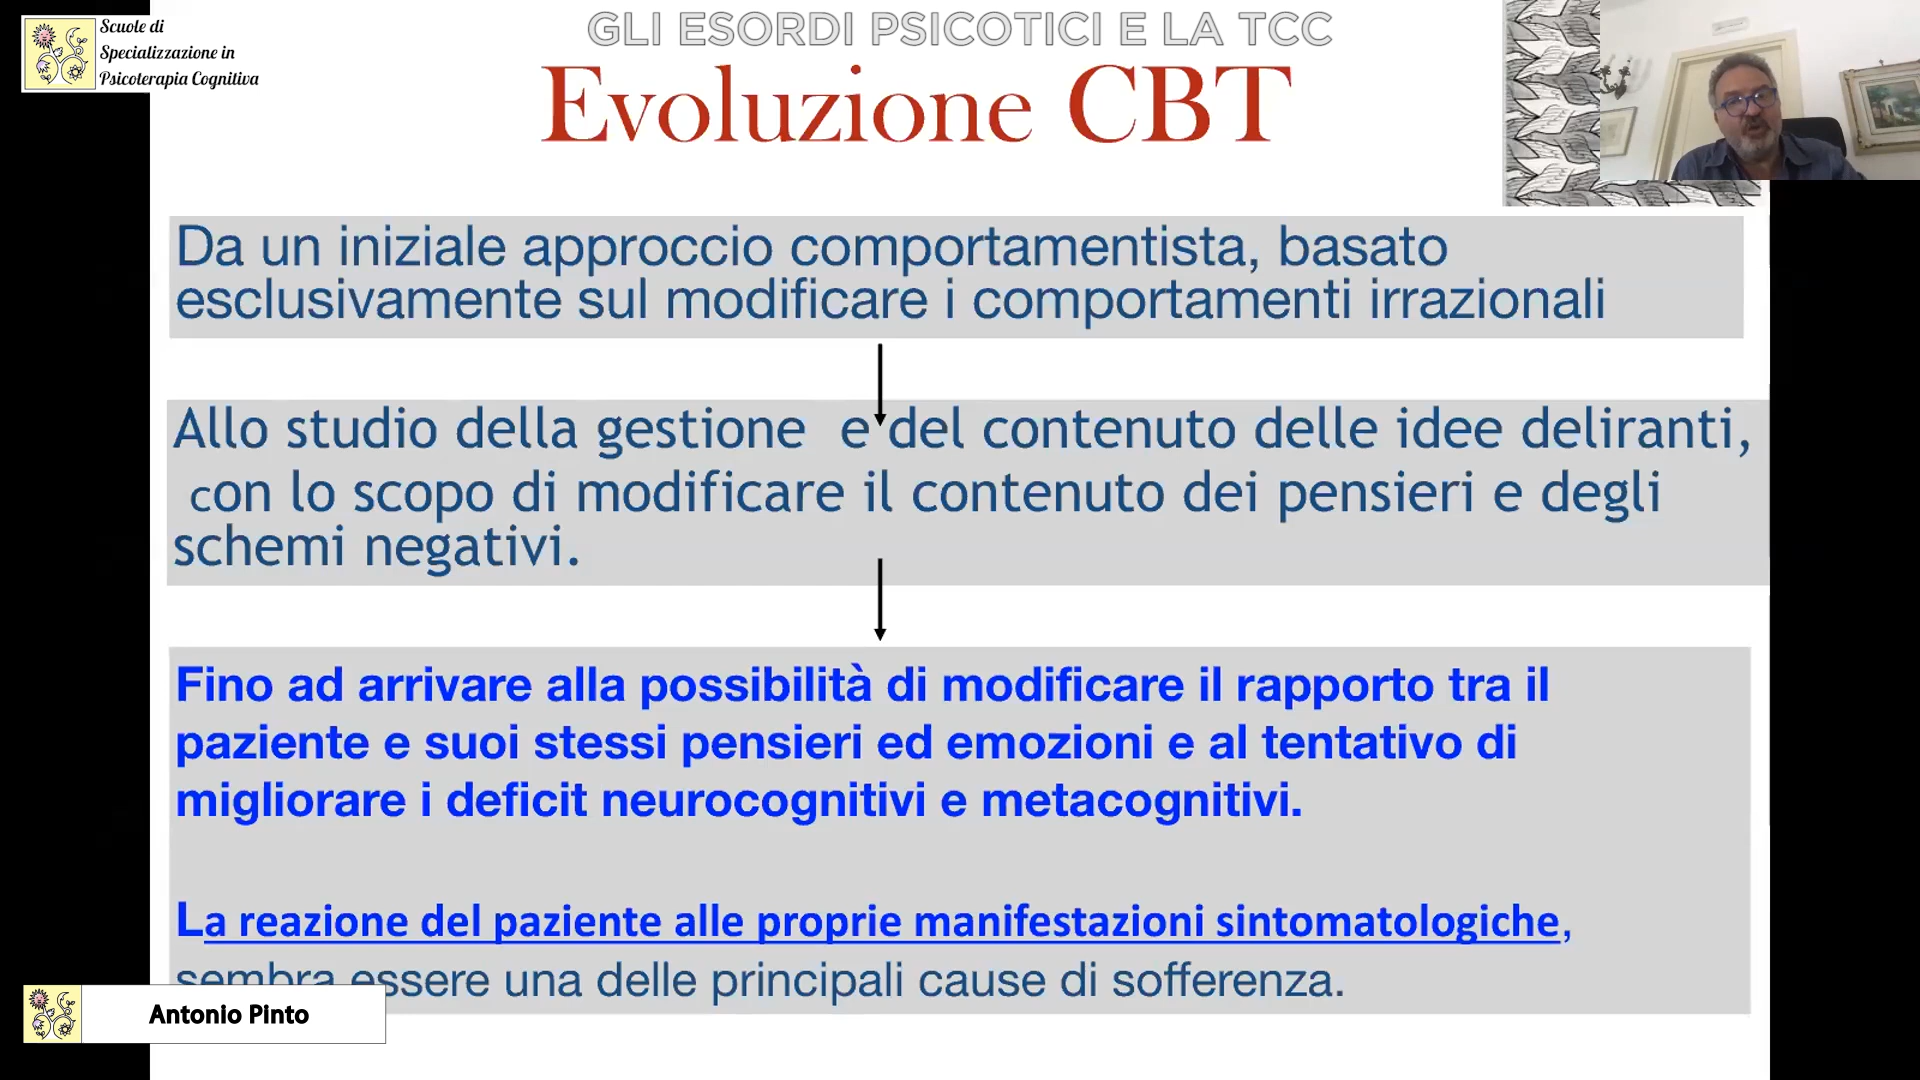 Scuole di
Specializzazione in
Psicoterapia Cognitiva
GLI ESORDI PSICOTICI E LA TCC
Evoluzione CBT
Da un iniziale approccio comportamentista, basato
esclusivamente sul modificare i comportamenti irrazionali
Allo studio della gestione e del contenuto delle idee deliranti,
con lo scopo di modificare il contenuto dei pensieri e degli
schemi negativi.
Fino ad arrivare alla possibilità di modificare il rapporto tra il
paziente e suoi stessi pensieri ed emozioni e al tentativo di
migliorare i deficit neurocognitivi e metacognitivi.
La reazione del paziente alle proprie manifestazioni sintomatologiche,
sembra essere una delle principali cause di sofferenza.
Antonio Pinto